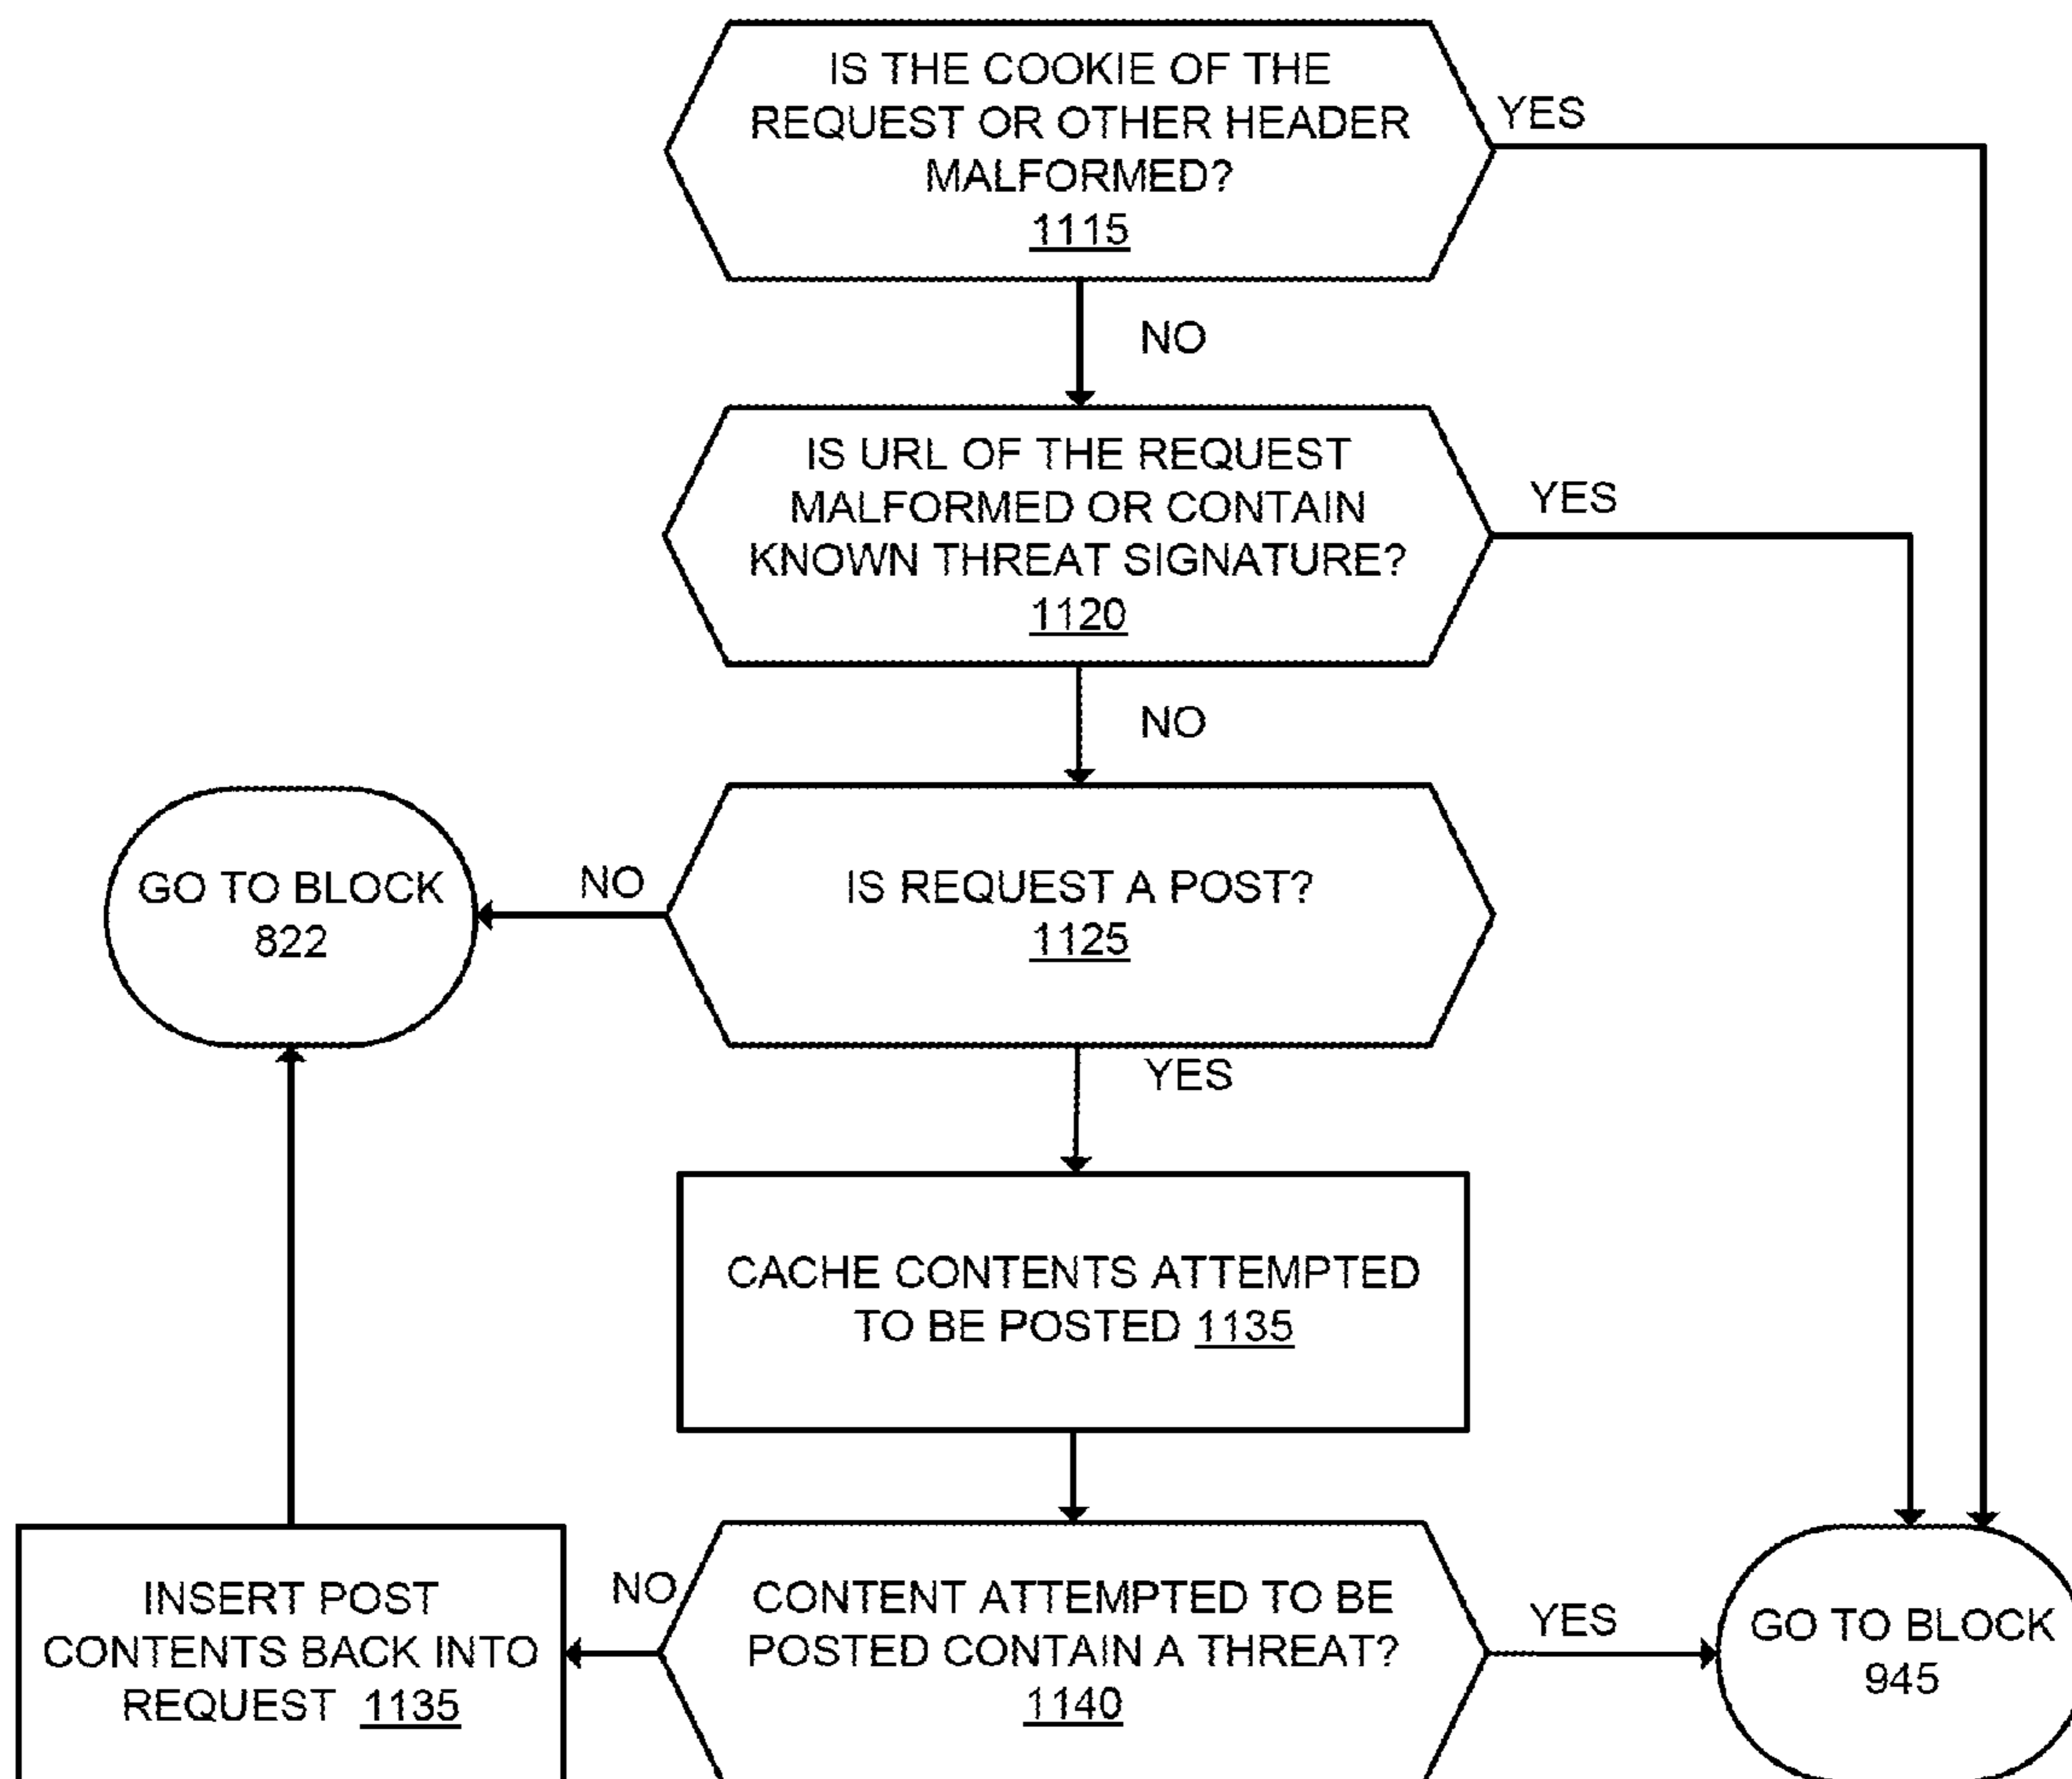 IS THE COOKIE OF THE
REQUEST OR OTHER HEADER
MALFORMED?
1115
YES
NO
IS URL OF THE REQUEST
MALFORMED OR CONTAIN
KNOWN THREAT SIGNATURE?
1120
YES
NO
GO TO BLOCK
822
NO
IS REQUEST A POST?
1125
YES
CACHE CONTENTS ATTEMPTED
TO BE POSTED 1135
INSERT POST
CONTENTS BACK INTO
REQUEST 1135
NO
CONTENT ATTEMPTED TO BE
POSTED CONTAIN A THREAT?
1140
YES
GO TO BLOCK
945